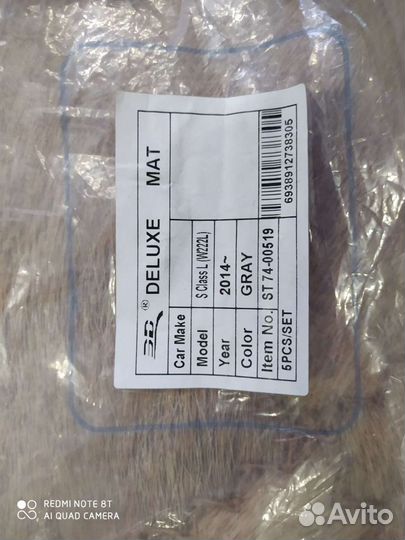 3D ® DELUXE MAT
Car Make
Model S Class L (W222L)
Year 2014~
Color GRAY
Item No. ST 74-00519
5PCS/SET
6938912738305
REDMI NOTE 8T
AI QUAD CAMERA
Avito